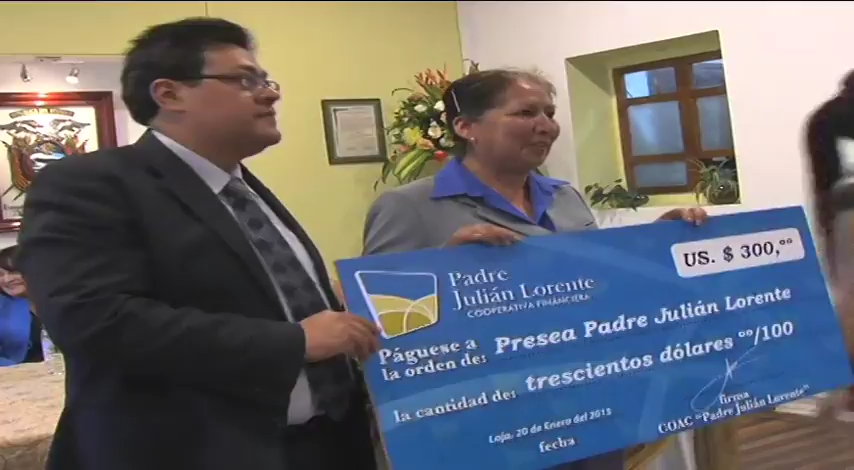 Padre
Julián Lorente
COOPERATIVA FINANCIERA
US. $ 300,oo
Páguese a
la orden de: Presea Padre Julián Lorente
la cantidad de: trescientos dólares oo/100
Loja, 20 de Enero del 2015
fecha
firma
COAC "Padre Julián Lorente"